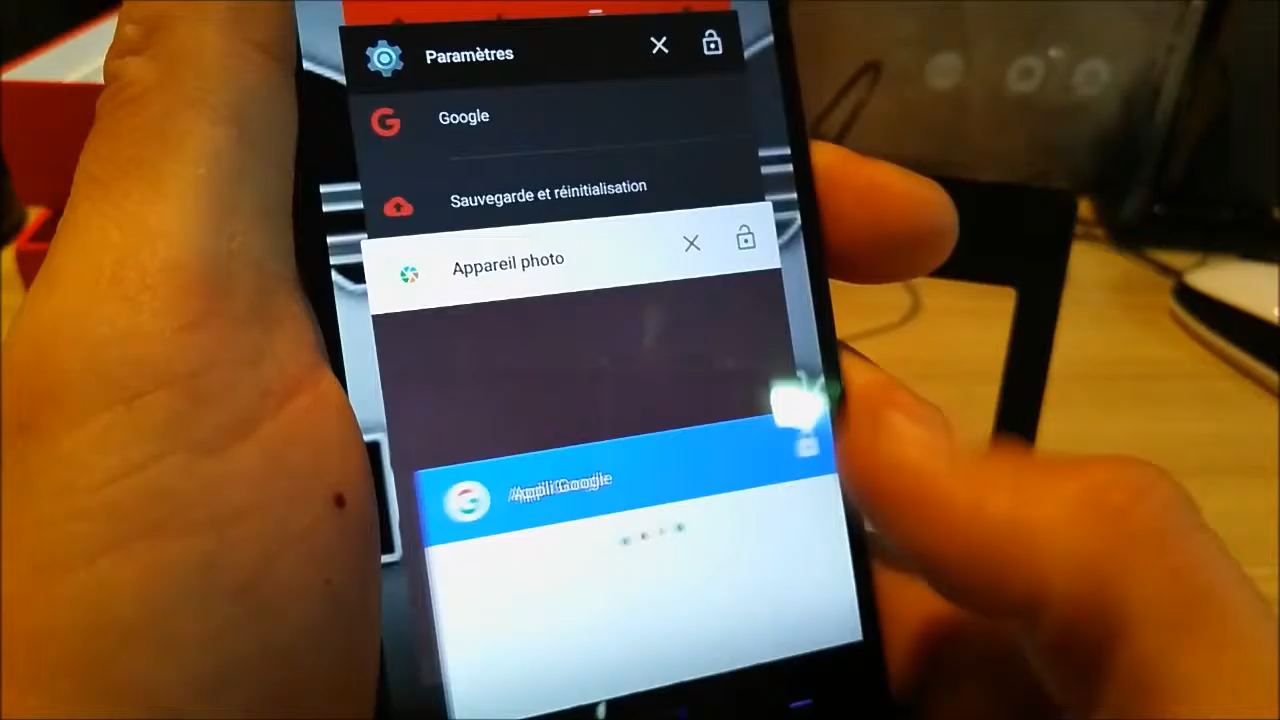 Paramètres
Google
Sauvegarde et réinitialisation
Appareil photo
Appli Google